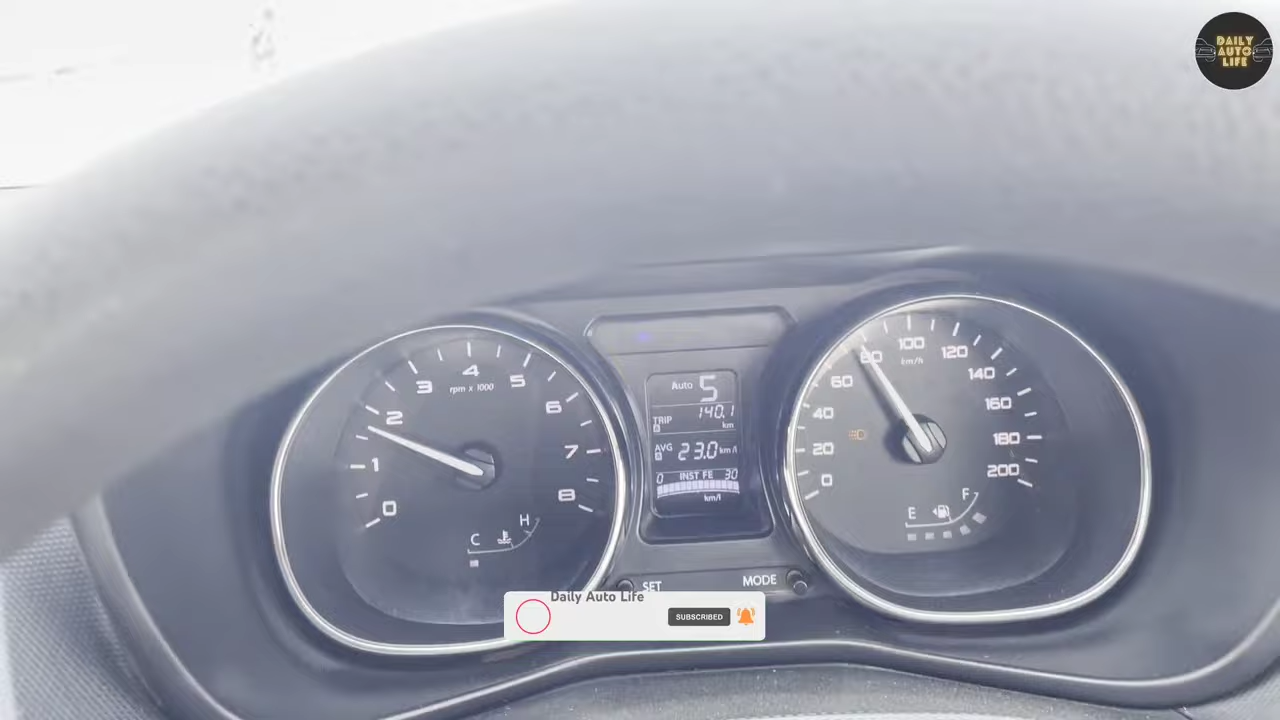 DAILY
AUTO
LIFE
0
1
2
3
4
5
6
7
8
rpm x 1000
C
H
Auto 5
TRIP 140.1
A
km
AVG 23.0 km/l
0 INST FE 30
km/l
SET
MODE
0
20
40
60
80
100
120
140
160
180
200
km/h
E
F
Daily Auto Life
SUBSCRIBED